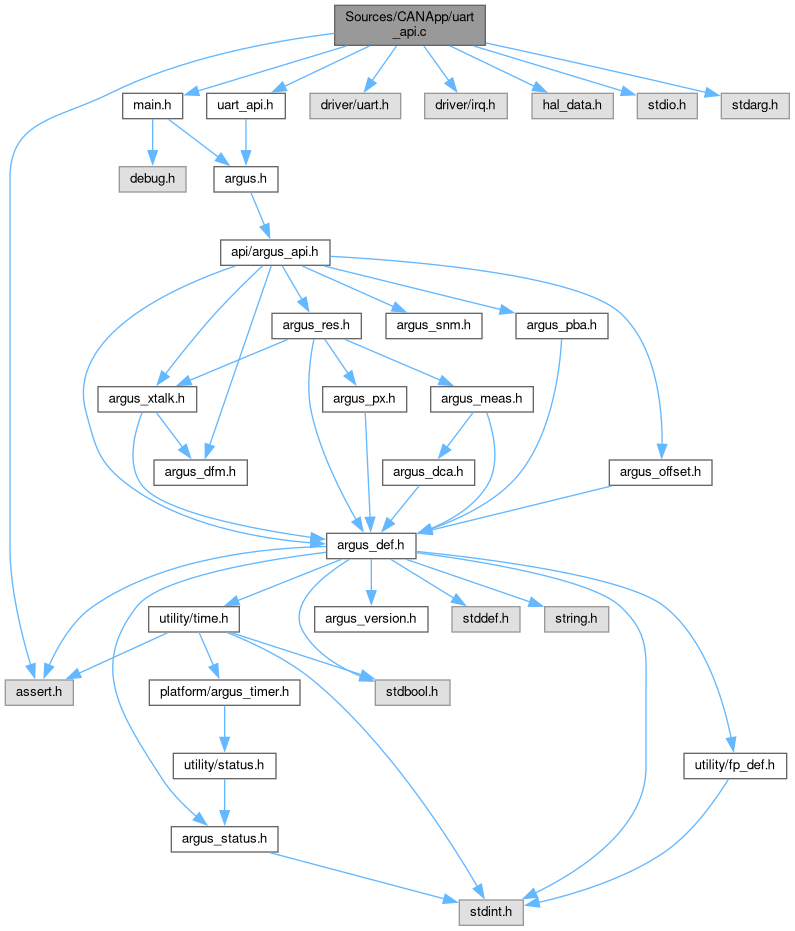 Sources/CANApp/uart
_api.c
main.h
uart_api.h
driver/uart.h
driver/irq.h
hal_data.h
stdio.h
stdarg.h
debug.h
argus.h
api/argus_api.h
argus_res.h
argus_snm.h
argus_pba.h
argus_xtalk.h
argus_px.h
argus_meas.h
argus_dfm.h
argus_dca.h
argus_offset.h
argus_def.h
utility/time.h
argus_version.h
stddef.h
string.h
assert.h
platform/argus_timer.h
stdbool.h
utility/status.h
utility/fp_def.h
argus_status.h
stdint.h